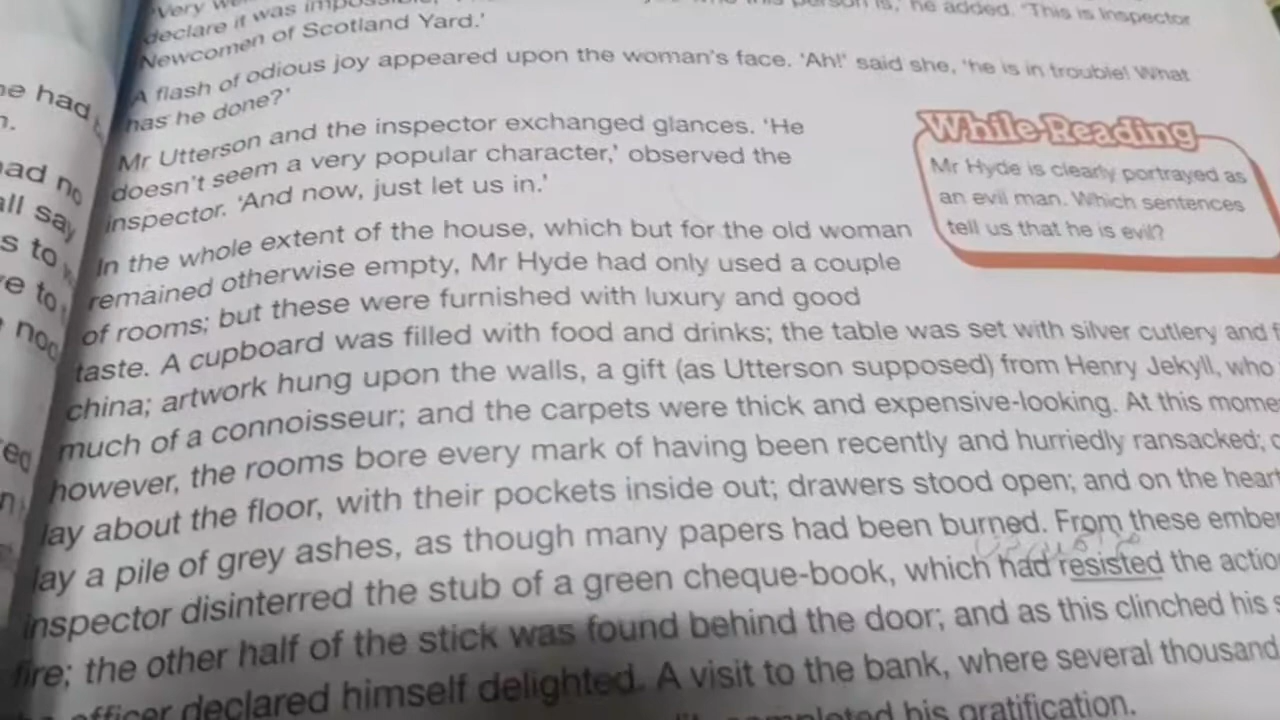 'Very
declare it was
person is,' he added. 'This is Inspector
Newcomen of Scotland Yard.'
A flash of odious joy appeared upon the woman's face. 'Ah!' said she, 'he is in trouble! What
has he done?'
Mr Utterson and the inspector exchanged glances. 'He
doesn't seem a very popular character,' observed the
inspector. 'And now, just let us in.'
In the whole extent of the house, which but for the old woman
remained otherwise empty, Mr Hyde had only used a couple
of rooms; but these were furnished with luxury and good
taste. A cupboard was filled with food and drinks; the table was set with silver cutlery and
china; artwork hung upon the walls, a gift (as Utterson supposed) from Henry Jekyll, who
much of a connoisseur; and the carpets were thick and expensive-looking. At this
however, the rooms bore every mark of having been recently and hurriedly ransacked;
lay about the floor, with their pockets inside out; drawers stood open; and on the
lay a pile of grey ashes, as though many papers had been burned. From these
inspector disinterred the stub of a green cheque-book, which had resisted the
fire; the other half of the stick was found behind the door; and as this clinched his
officer declared himself delighted. A visit to the bank, where several thousand
his gratification.
While-Reading
Mr Hyde is clearly portrayed as
an evil man. Which sentences
tell us that he is evil?
had
no
say
to
to